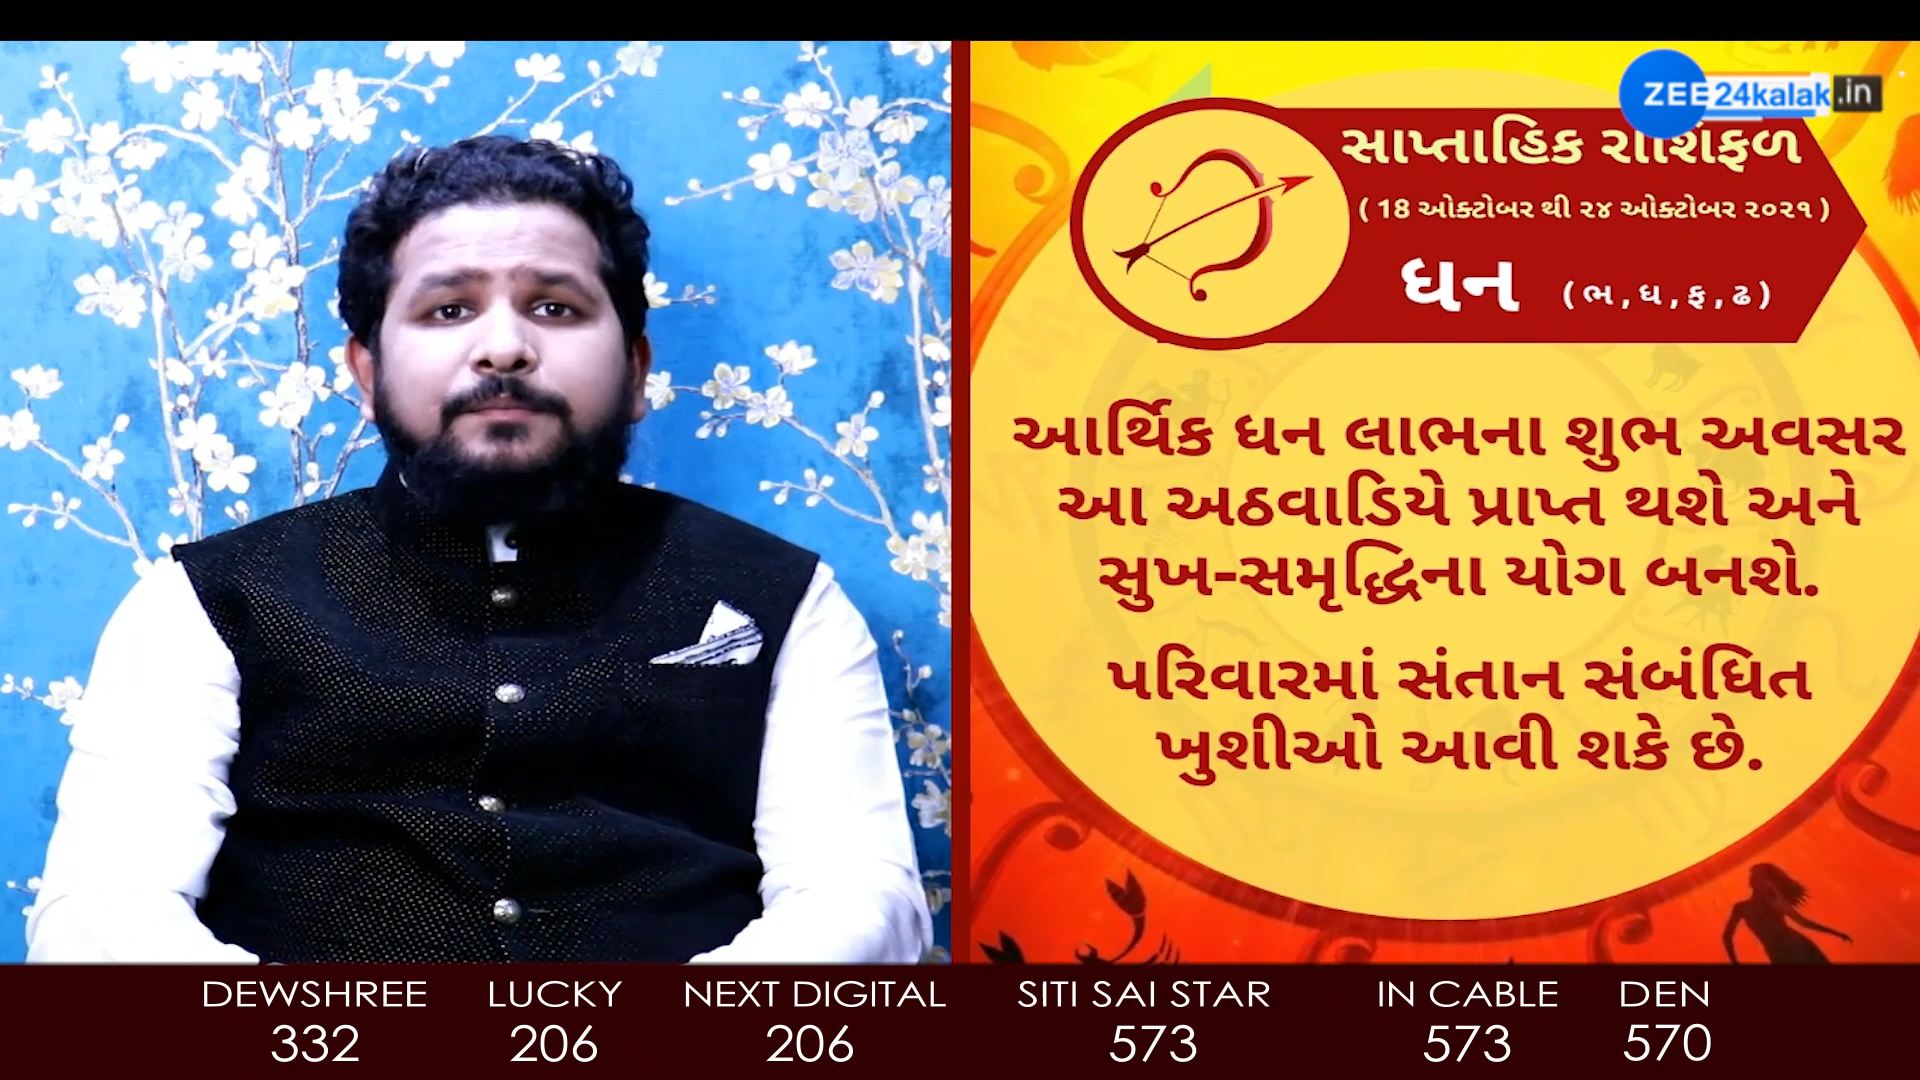 ZEE 24kalak.in
સાપ્તાહિક રાશિફળ
( 18 ઓક્ટોબર થી ૨૪ ઓક્ટોબર ૨૦૨૧ )
ધન ( ભ , ધ , ફ , ઢ )
આર્થિક ધન લાભના શુભ અવસર
આ અઠવાડિયે પ્રાપ્ત થશે અને
સુખ-સમૃદ્ધિના યોગ બનશે.
પરિવારમાં સંતાન સંબંધિત
ખુશીઓ આવી શકે છે.
DEWSHREE LUCKY NEXT DIGITAL SITI SAI STAR IN CABLE DEN
332 206 206 573 573 570